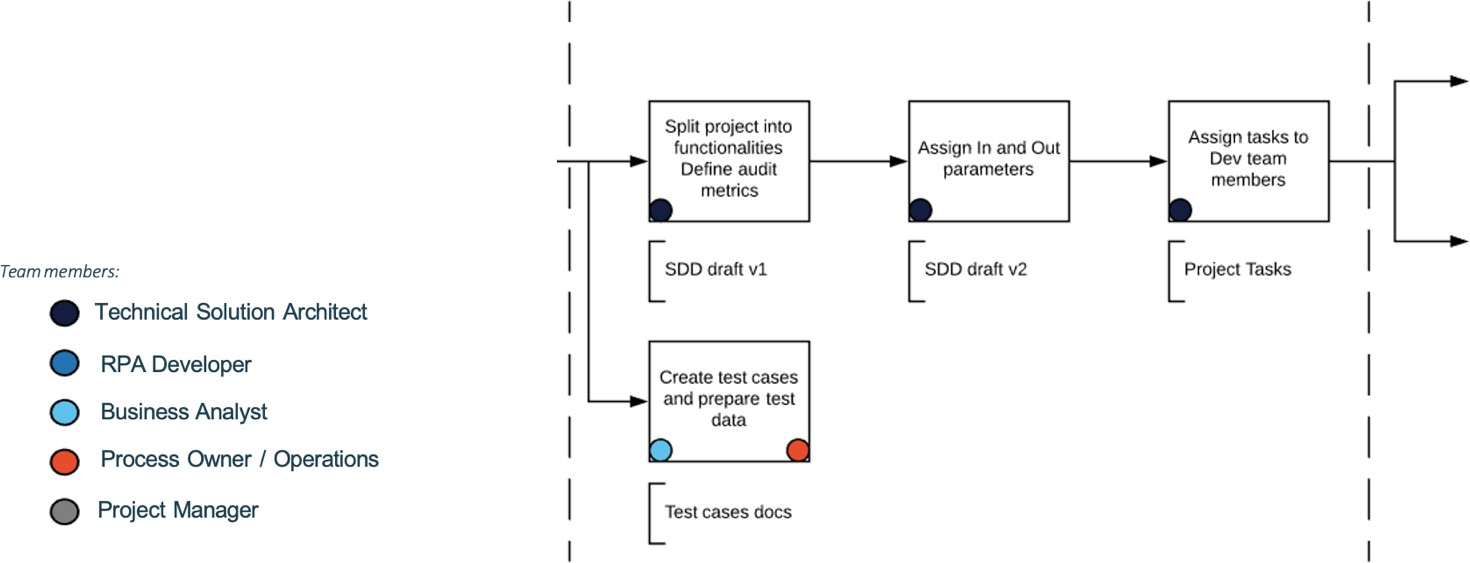 Split project into
functionalities
Define audit
metrics
Assign In and Out
parameters
Assign tasks to
Dev team
members
SDD draft v1
SDD draft v2
Project Tasks
Team members:
Technical Solution Architect
RPA Developer
Business Analyst
Process Owner / Operations
Project Manager
Create test cases
and prepare test
data
Test cases docs